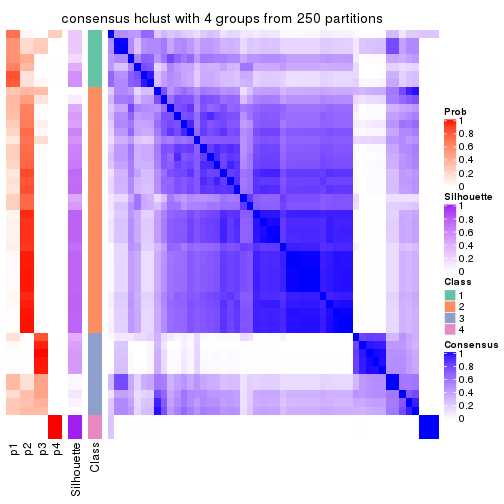 consensus hclust with 4 groups from 250 partitions
Prob
1
0.8
0.6
0.4
0.2
0
Silhouette
1
0.8
0.6
0.4
0.2
0
Class
1
2
3
4
Consensus
1
0.8
0.6
0.4
0.2
0
p1
p2
p3
p4
Silhouette
Class